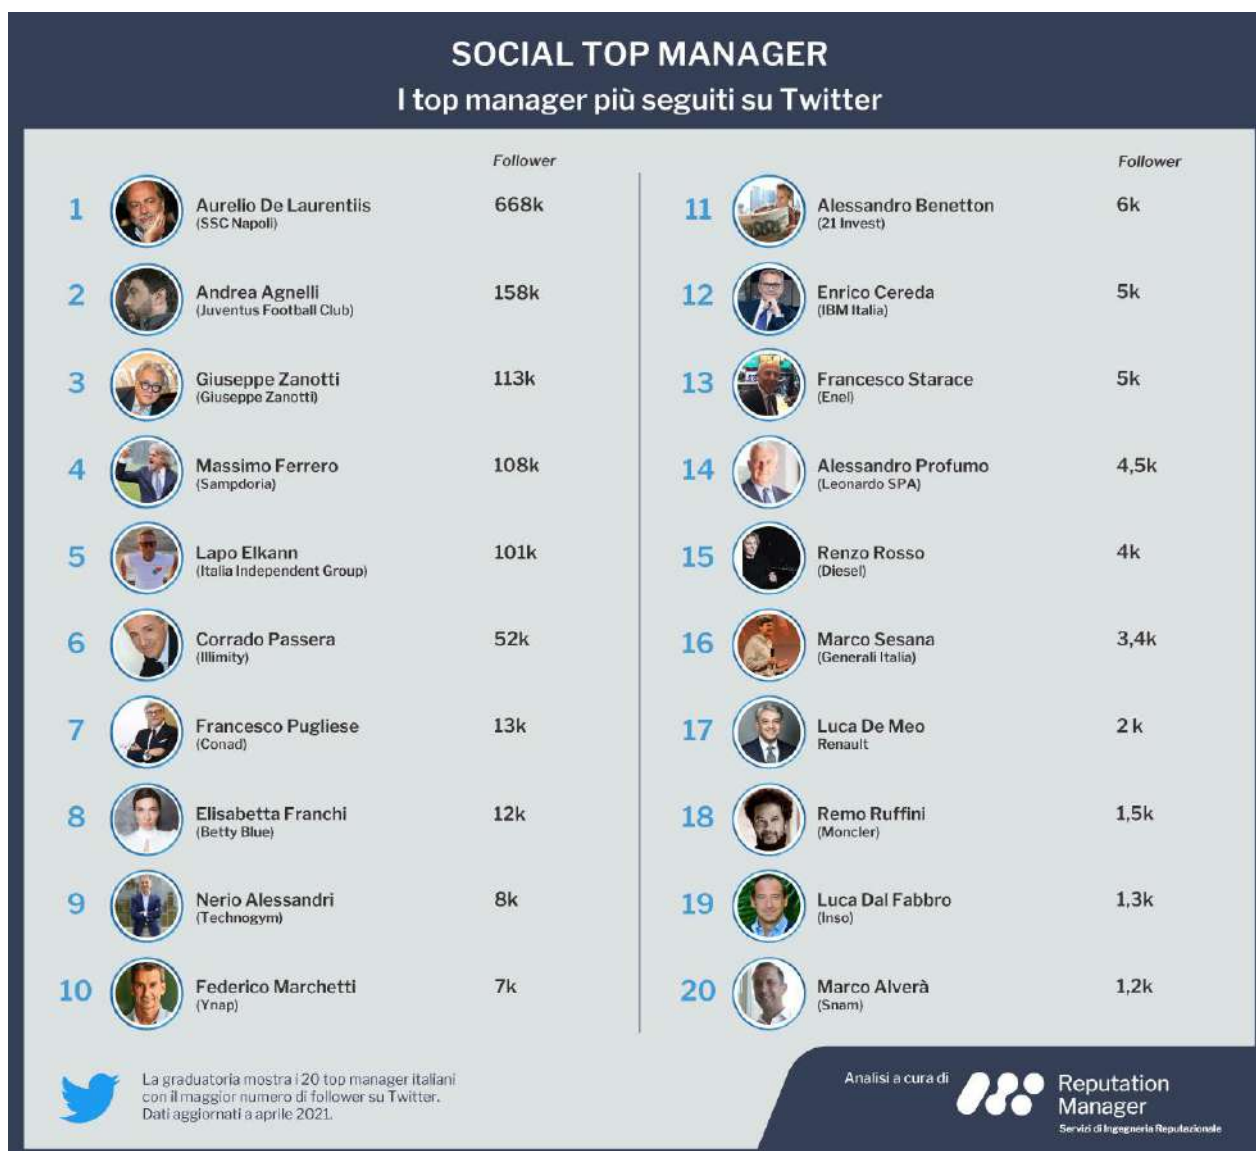 SOCIAL TOP MANAGER
I top manager più seguiti su Twitter
Follower
1
Aurelio De Laurentiis
(SSC Napoli)
668k
2
Andrea Agnelli
(Juventus Football Club)
158k
3
Giuseppe Zanotti
(Giuseppe Zanotti)
113k
4
Massimo Ferrero
(Sampdoria)
108k
5
Lapo Elkann
(Italia Independent Group)
101k
6
Corrado Passera
(Illimity)
52k
7
Francesco Pugliese
(Conad)
13k
8
Elisabetta Franchi
(Betty Blue)
12k
9
Nerio Alessandri
(Technogym)
8k
10
Federico Marchetti
(Ynap)
7k
Follower
11
Alessandro Benetton
(21 Invest)
6k
12
Enrico Cereda
(IBM Italia)
5k
13
Francesco Starace
(Enel)
5k
14
Alessandro Profumo
(Leonardo SPA)
4,5k
15
Renzo Rosso
(Diesel)
4k
16
Marco Sesana
(Generali Italia)
3,4k
17
Luca De Meo
Renault
2 k
18
Remo Ruffini
(Moncler)
1,5k
19
Luca Dal Fabbro
(Inso)
1,3k
20
Marco Alverà
(Snam)
1,2k
La graduatoria mostra i 20 top manager italiani
con il maggior numero di follower su Twitter.
Dati aggiornati a aprile 2021.
Analisi a cura di
Reputation
Manager
Servizi di Ingegneria Reputazionale